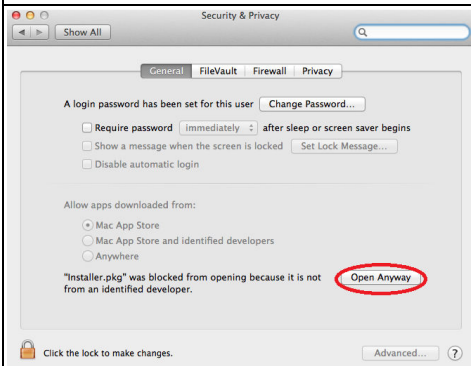 Security & Privacy
Show All
General FileVault Firewall Privacy
A login password has been set for this user Change Password...
Require password immediately after sleep or screen saver begins
Show a message when the screen is locked Set Lock Message...
Disable automatic login
Allow apps downloaded from:
Mac App Store
Mac App Store and identified developers
Anywhere
"Installer.pkg" was blocked from opening because it is not Open Anyway
from an identified developer.
Click the lock to make changes. Advanced... ?